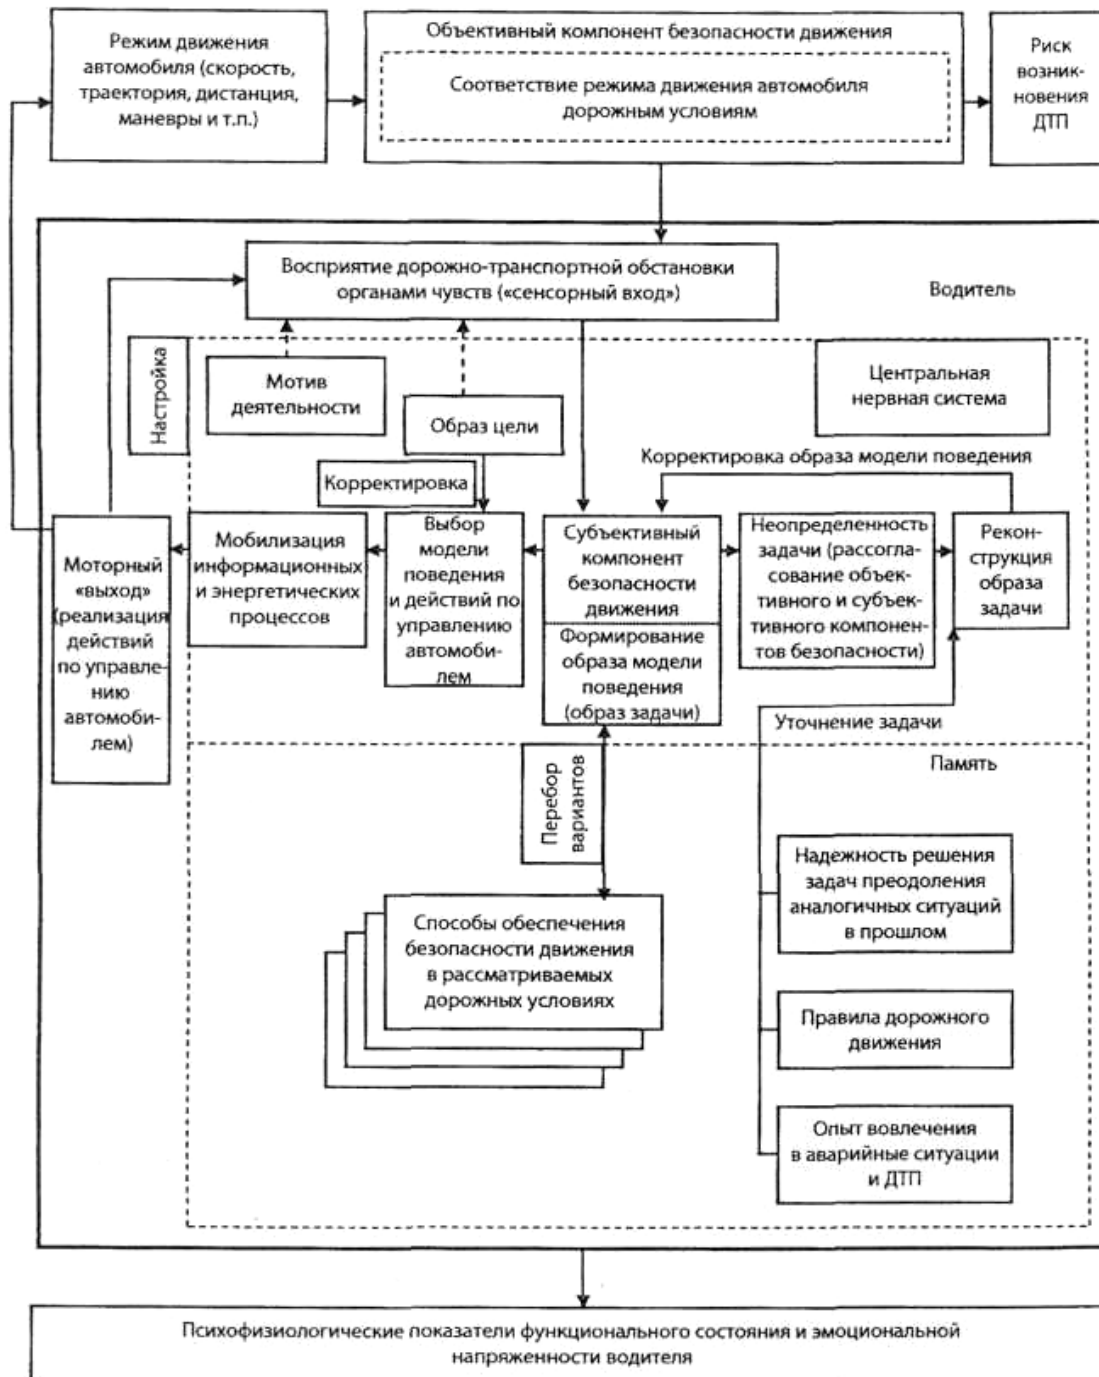 Режим движения
автомобиля (скорость,
траектория, дистанция,
маневры и т.п.)
Объективный компонент безопасности движения
Соответствие режима движения автомобиля
дорожным условиям
Риск
возник-
новения
ДТП
Восприятие дорожно-транспортной обстановки
органами чувств («сенсорный вход»)
Водитель
Настройка
Мотив
деятельности
Образ цели
Центральная
нервная система
Корректировка
Корректировка образа модели поведения
Моторный
«выход»
(реализация
действий
по управле-
нию
автомоби-
лем)
Мобилизация
информационных
и энергетических
процессов
Выбор
модели
поведения
и действий по
управлению
автомоби-
лем
Субъективный
компонент
безопасности
движения
Формирование
образа модели
поведения
(образ задачи)
Неопределенность
задачи (рассогла-
сование объек-
тивного и субъек-
тивного компонен-
тов безопасности)
Рекон-
струкция
образа
задачи
Уточнение задачи
Перебор
вариантов
Память
Способы обеспечения
безопасности движения
в рассматриваемых
дорожных условиях
Надежность решения
задач преодоления
аналогичных ситуаций
в прошлом
Правила дорожного
движения
Опыт вовлечения
в аварийные ситуации
и ДТП
Психофизиологические показатели функционального состояния и эмоциональной
напряженности водителя